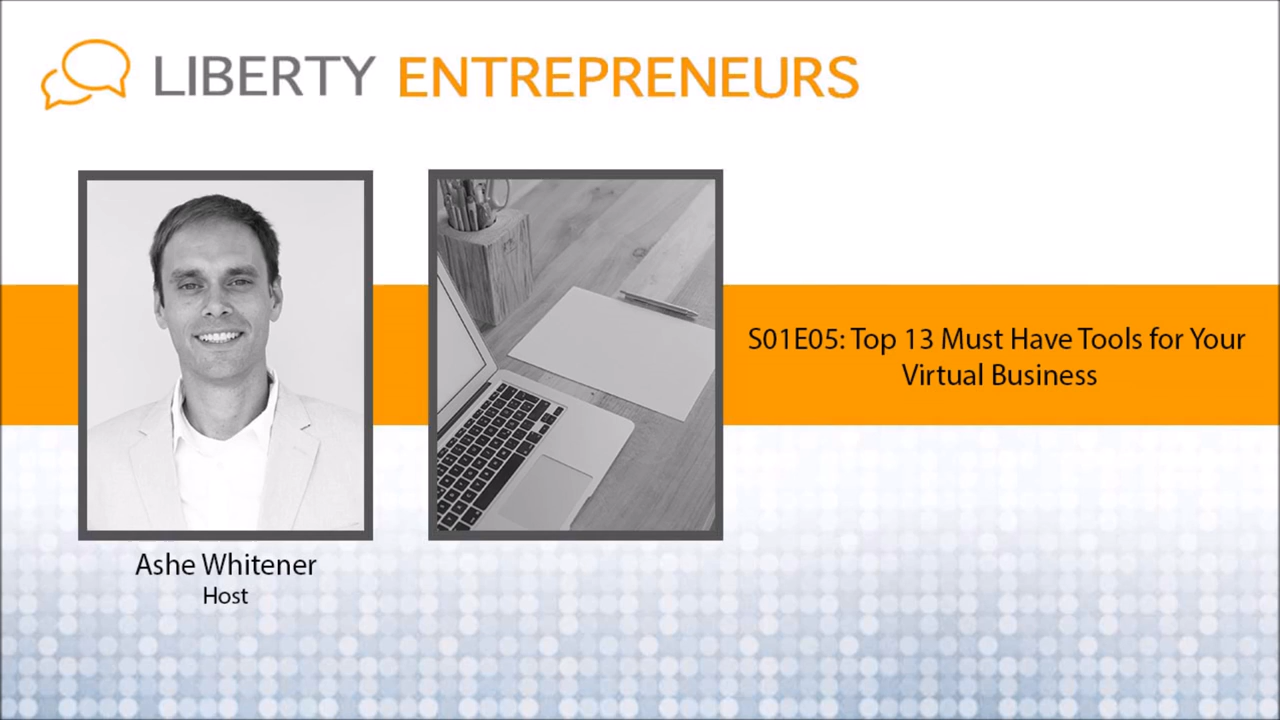 LIBERTY ENTREPRENEURS
S01E05: Top 13 Must Have Tools for Your
Virtual Business
Ashe Whitener
Host